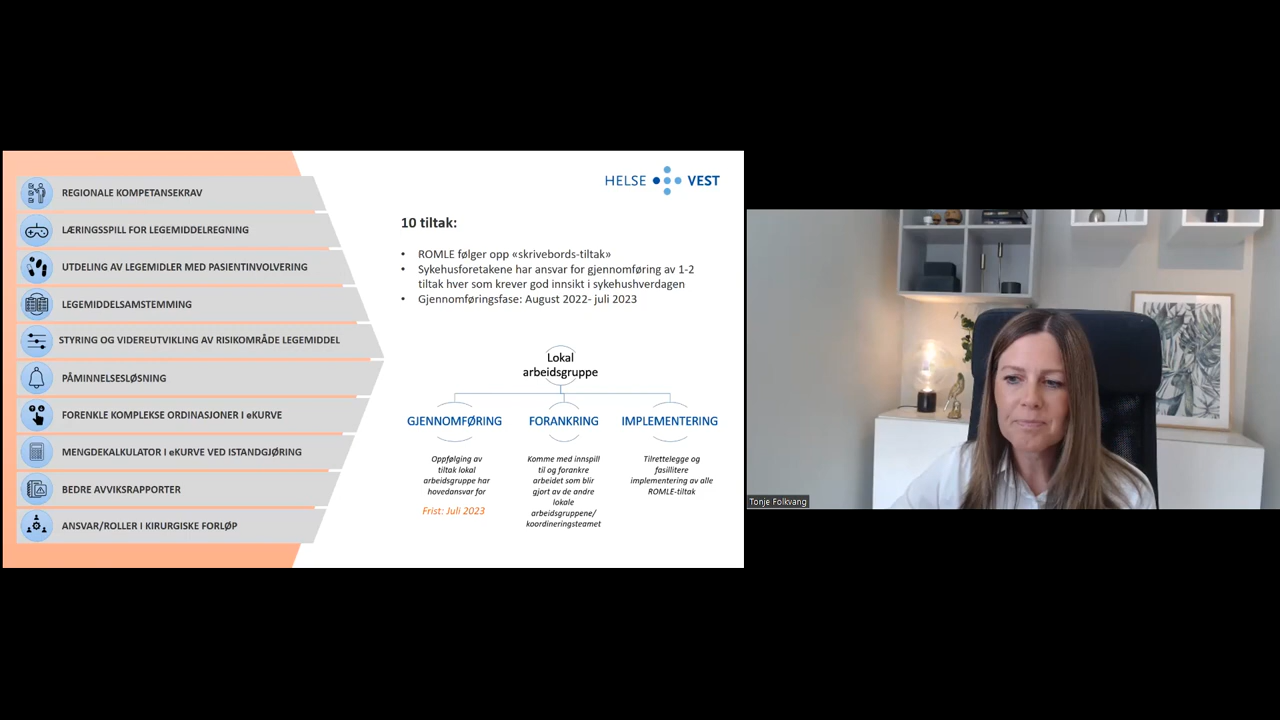 REGIONALE KOMPETANSEKRAV
LÆRINGSSPILL FOR LEGEMIDDELREGNING
UTDELING AV LEGEMIDLER MED PASIENTINVOLVERING
LEGEMIDDELSAMSTEMMING
STYRING OG VIDEREUTVIKLING AV RISIKOMRÅDE LEGEMIDDEL
PÅMINNELSESLØSNING
FORENKLE KOMPLEKSE ORDINASJONER I eKURVE
MENGDEKALKULATOR I eKURVE VED ISTANDGJØRING
BEDRE AVVIKSRAPPORTER
ANSVAR/ROLLER I KIRURGISKE FORLØP
HELSE VEST
10 tiltak:
• ROMLE følger opp «skrivebords-tiltak»
• Sykehusforetakene har ansvar for gjennomføring av 1-2
tiltak hver som krever god innsikt i sykehushverdagen
• Gjennomføringsfase: August 2022- juli 2023
Lokal
arbeidsgruppe
GJENNOMFØRING
Oppfølging av
tiltak lokal
arbeidsgruppe har
hovedansvar for
Frist: Juli 2023
FORANKRING
Komme med innspill
til og forankre
arbeidet som blir
gjørt av de andre
lokale
arbeidsgruppene/
koordineringsteamet
IMPLEMENTERING
Tilrettelegge og
fasillitere
implementering av alle
ROMLE-tiltak
Tonje Folkvang